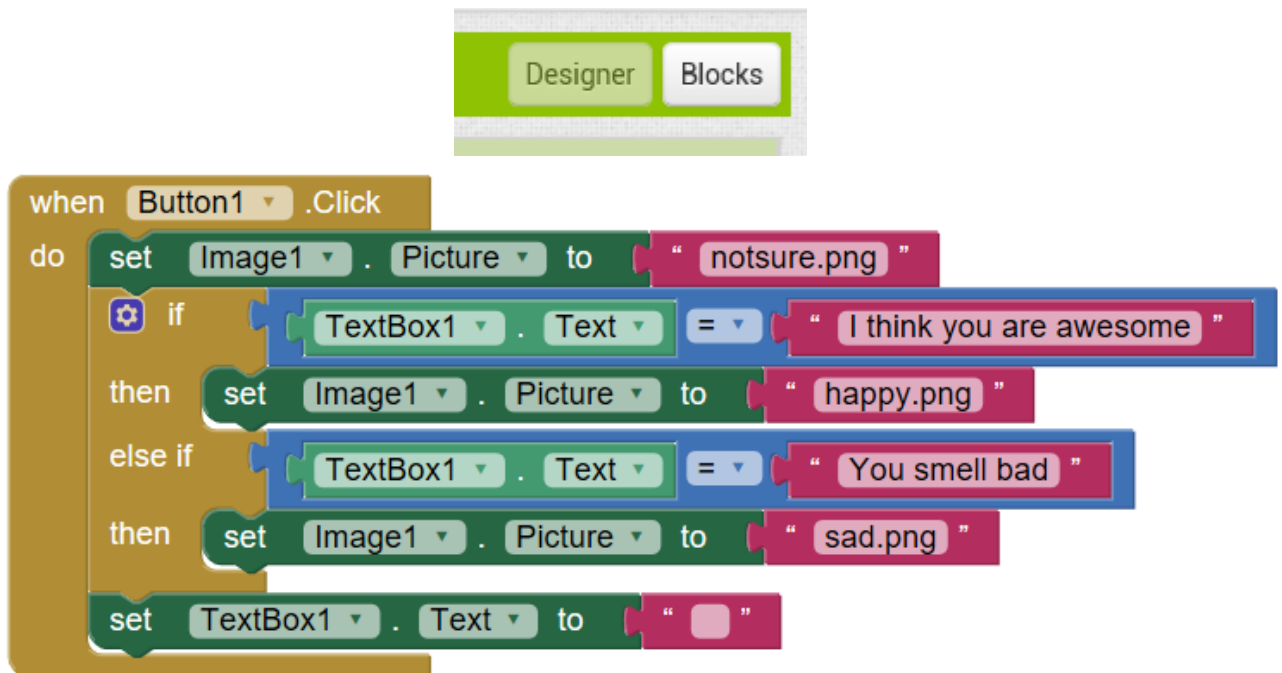 Designer Blocks
when Button1 .Click
do set Image1 . Picture to “ notsure.png ”
if TextBox1 . Text = “ I think you are awesome ”
then set Image1 . Picture to “ happy.png ”
else if TextBox1 . Text = “ You smell bad ”
then set Image1 . Picture to “ sad.png ”
set TextBox1 . Text to “ ”